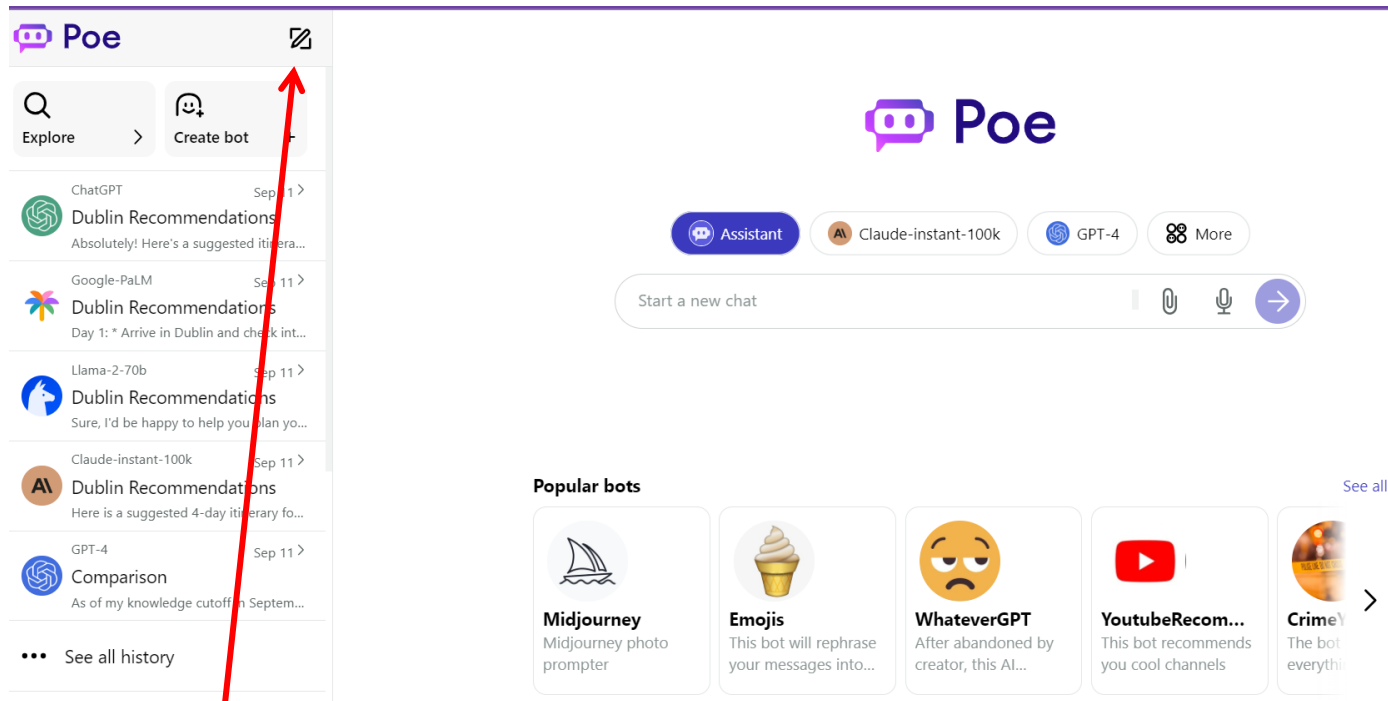 Poe
Explore
Create bot
ChatGPT
Sep 11
Dublin Recommendations
Absolutely! Here's a suggested itinera...
Google-PaLM
Sep 11
Dublin Recommendations
Day 1: * Arrive in Dublin and check int...
Llama-2-70b
Sep 11
Dublin Recommendations
Sure, I'd be happy to help you plan yo...
Claude-instant-100k
Sep 11
Dublin Recommendations
Here is a suggested 4-day itinerary fo...
GPT-4
Sep 11
Comparison
As of my knowledge cutoff in Septem...
See all history
Poe
Assistant
Claude-instant-100k
GPT-4
More
Start a new chat
Popular bots
See all
Midjourney
Midjourney photo
prompter
Emojis
This bot will rephrase
your messages into...
WhateverGPT
After abandoned by
creator, this AI...
YoutubeRecom...
This bot recommends
you cool channels
CrimeY
The bot
everythi